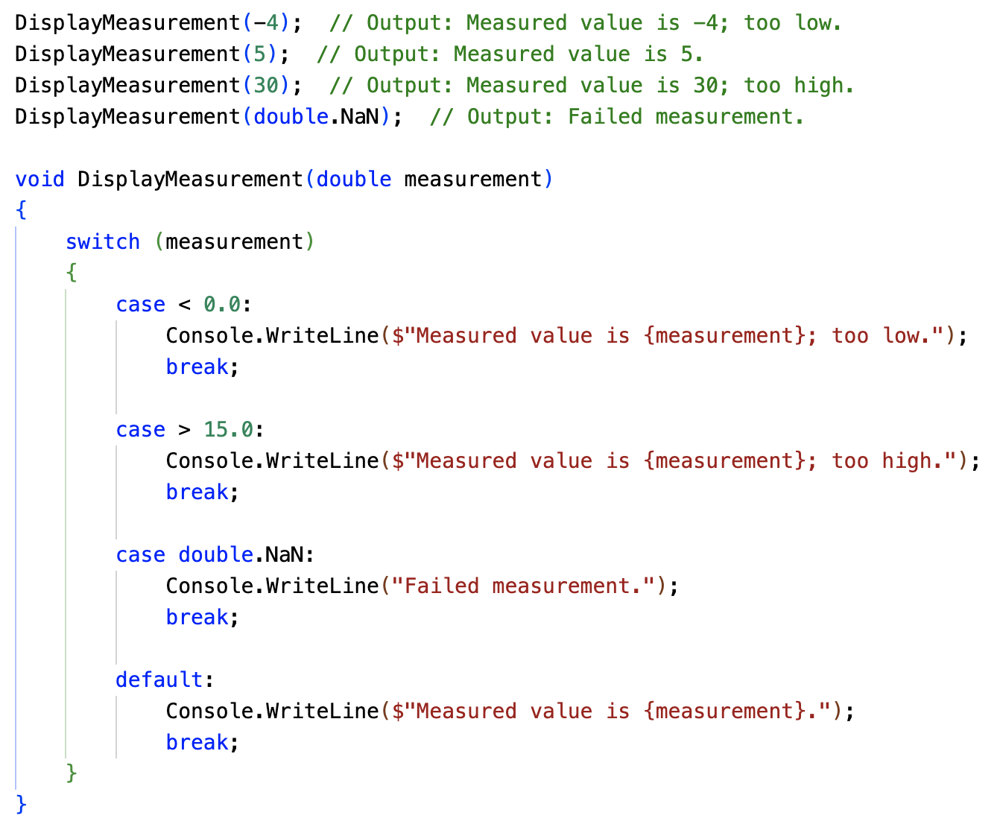 DisplayMeasurement(-4);  // Output: Measured value is -4; too low.
DisplayMeasurement(5);  // Output: Measured value is 5.
DisplayMeasurement(30);  // Output: Measured value is 30; too high.
DisplayMeasurement(double.NaN);  // Output: Failed measurement.

void DisplayMeasurement(double measurement)
{
    switch (measurement)
    {
        case < 0.0:
            Console.WriteLine($"Measured value is {measurement}; too low.");
            break;

        case > 15.0:
            Console.WriteLine($"Measured value is {measurement}; too high.");
            break;

        case double.NaN:
            Console.WriteLine("Failed measurement.");
            break;

        default:
            Console.WriteLine($"Measured value is {measurement}.");
            break;
    }
}